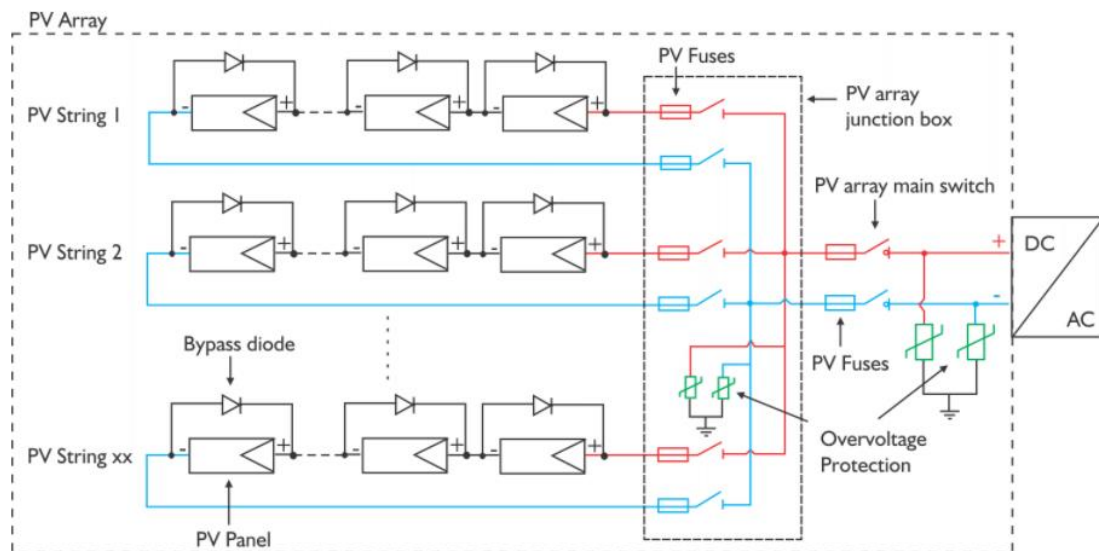 PV Array
PV Fuses
PV String 1
- + - + - +
PV array
junction box
PV array main switch
PV String 2
- + - + - +
+
DC
-
AC
Bypass diode
PV Fuses
PV String xx
- + - + - +
Overvoltage
Protection
PV Panel